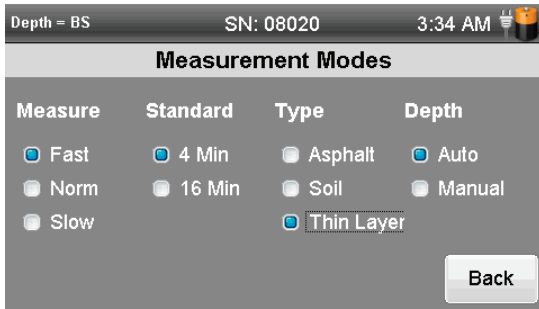 Depth = BS SN: 08020 3:34 AM
Measurement Modes
Measure Standard Type Depth
Fast 4 Min Asphalt Auto
Norm 16 Min Soil Manual
Slow Thin Layer
Back